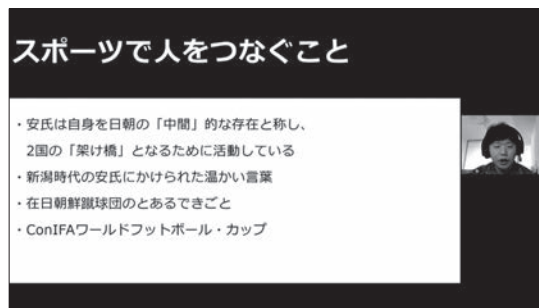 スポーツで人をつなぐこと
・安氏は自身を日朝の「中間」的な存在と称し、
2国の「架け橋」となるために活動している
・新潟時代の安氏にかけられた温かい言葉
・在日朝鮮蹴球団のとあるできごと
・ConIFAワールドフットボール・カップ